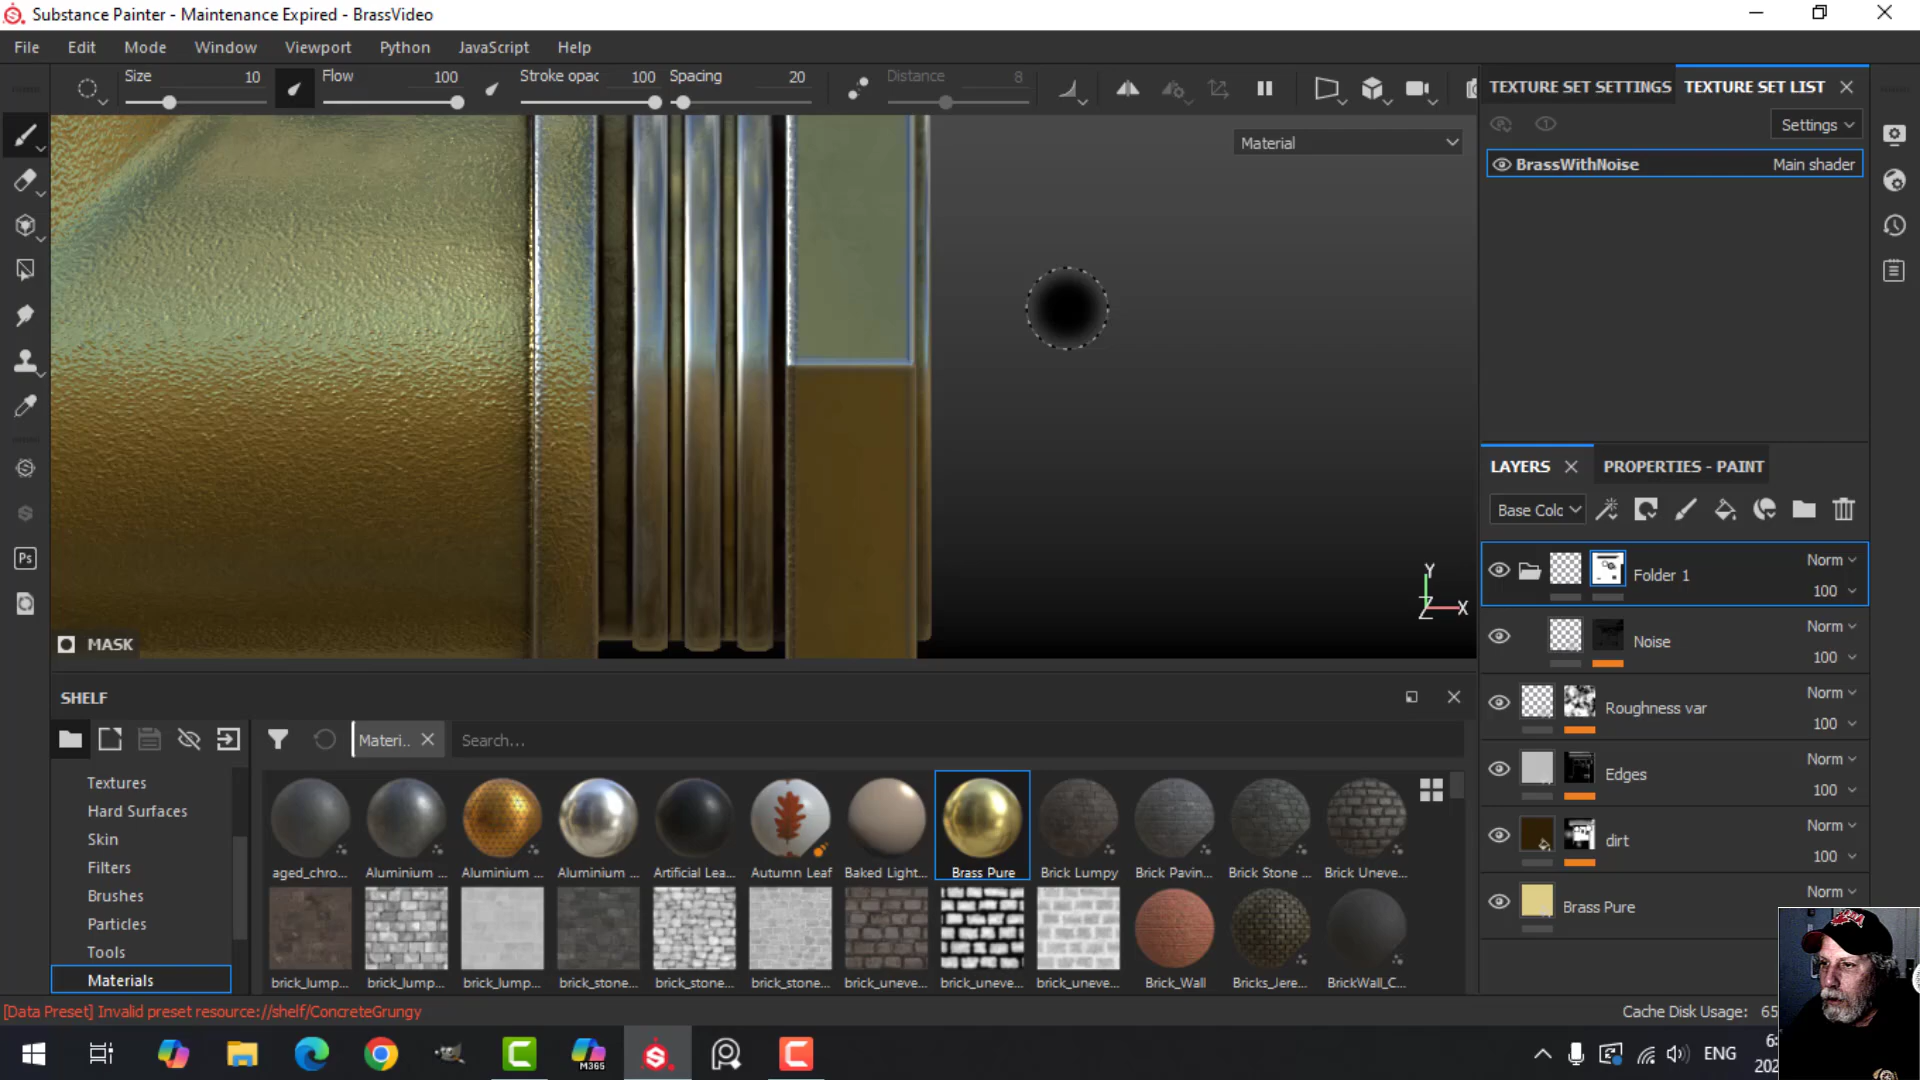 Substance Painter - Maintenance Expired - BrassVideo
File Edit Mode Window Viewport Python JavaScript Help
Size 10 Flow 100 Stroke opac 100 Spacing 20 Distance 8
TEXTURE SET SETTINGS TEXTURE SET LIST
Settings
Material
BrassWithNoise Main shader
LAYERS PROPERTIES - PAINT
Base Colc
Folder 1 Norm 100
Noise Norm 100
Roughness var Norm 100
Edges Norm 100
dirt Norm 100
Brass Pure Norm
Y
Z X
MASK
Ps
SHELF
Materi.. Search...
Textures
Hard Surfaces
Skin
Filters
Brushes
Particles
Tools
Materials
aged_chro... Aluminium ... Aluminium ... Aluminium ... Artificial Lea... Autumn Leaf Baked Light... Brass Pure Brick Lumpy Brick Pavin... Brick Stone ... Brick Uneve...
brick_lump... brick_lump... brick_lump... brick_stone... brick_stone... brick_stone... brick_uneve... brick_uneve... brick_uneve... Brick_Wall Bricks_Jere... BrickWall_C...
[Data Preset] Invalid preset resource://shelf/ConcreteGrungy
Cache Disk Usage: 65
M365
ENG
6:
202